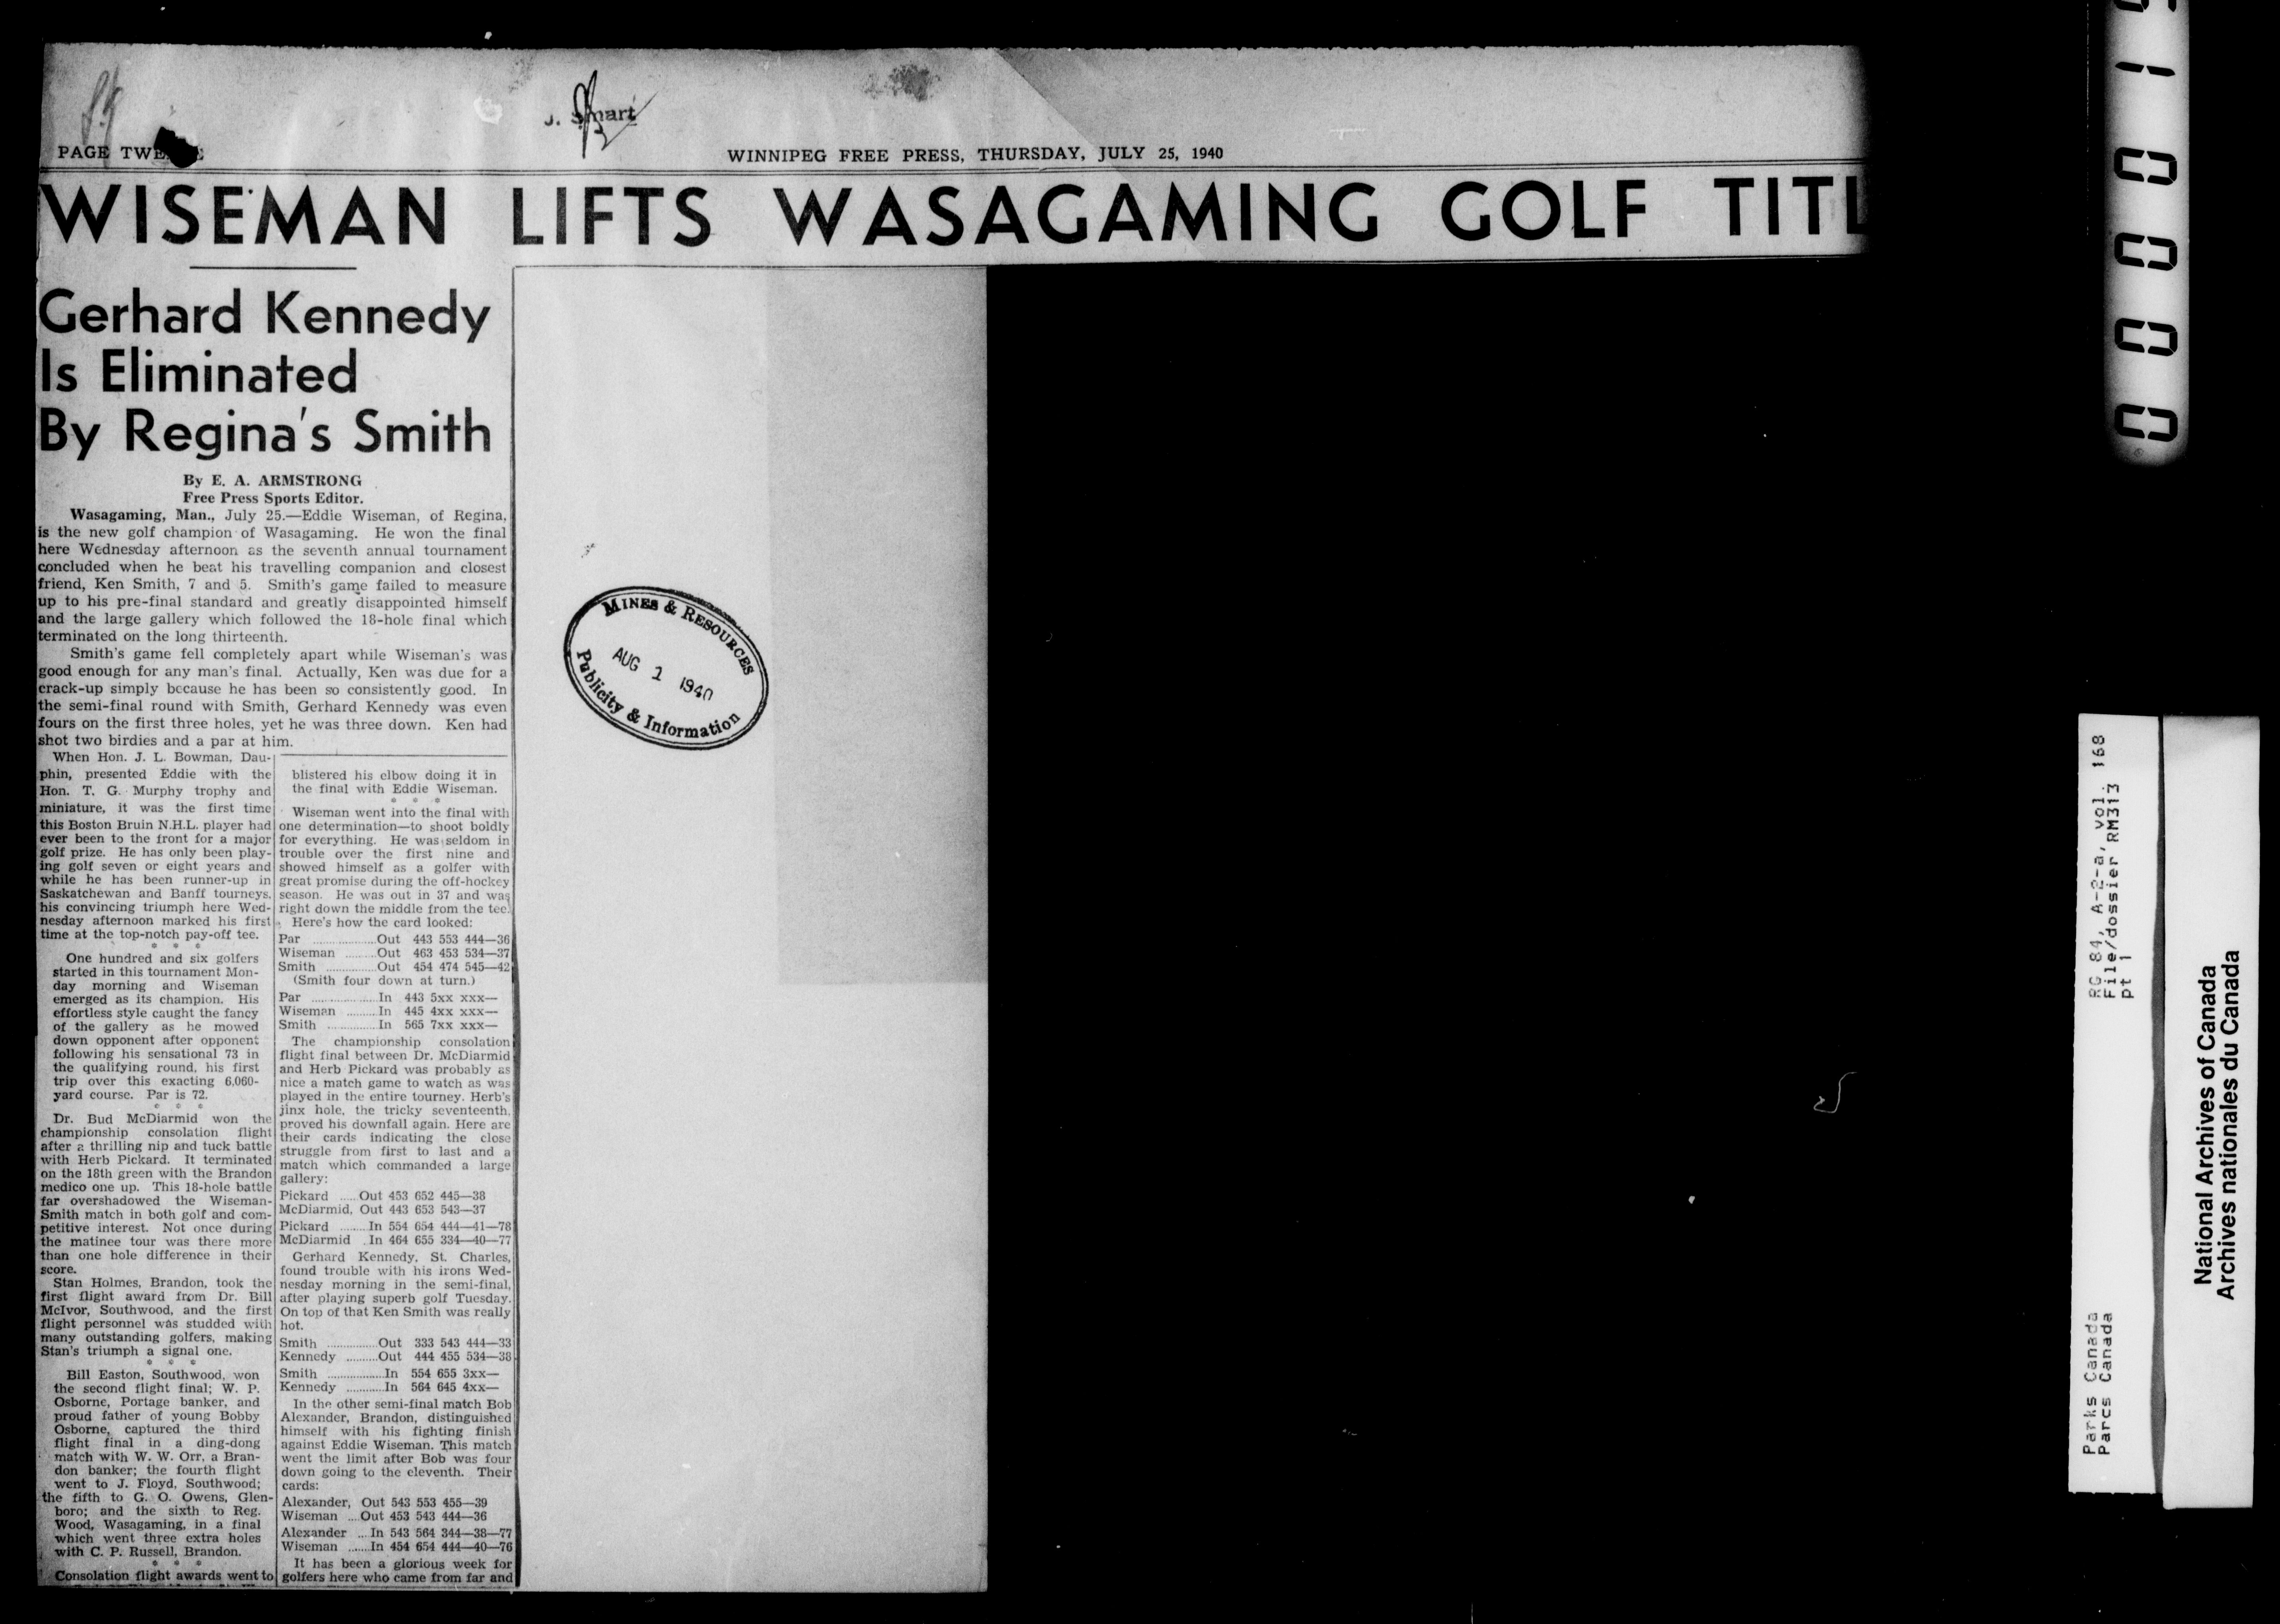 J. Smart
PAGE
WINNIPEG FREE PRESS, THURSDAY, JULY 25, 1940
WISEMAN LIFTS WASAGAMING GOLF
Gerhard Kennedy
Is Eliminated
By Regina's Smith
By E. A. ARMSTRONG
Free Press Sports Editor.
Wasagaming, Man., July 25.—Eddie Wiseman, of Regina,
is the new golf champion of Wasagaming. He won the final
here Wednesday afternoon as the seventh annual tournament
concluded when he beat his travelling companion and closest
friend, Ken Smith, 7 and 5. Smith's game failed to measure
up to his pre-final standard and greatly disappointed himself
and the large gallery which followed the 18-hole final which
terminated on the long thirteenth.
Smith's game fell completely apart while Wiseman's was
good enough for any man's final. Actually, Ken was due for a
crack-up simply because he has been so consistently good. In
the semi-final round with Smith, Gerhard Kennedy was even
fours on the first three holes, yet he was three down. Ken had
shot two birdies and a par at him.
When Hon. J. L. Bowman, Dau-
phin, presented Eddie with the
Hon. T. G. Murphy trophy and
miniature, it was the first time
this Boston Bruin N.H.L. player had
ever been to the front for a major
golf prize. He has only been play-
ing golf seven or eight years and
while he has been runner-up in
Saskatchewan and Banff tourneys,
his convincing triumph here Wed-
nesday afternoon marked his first
time at the top-notch pay-off tee.
* * *
One hundred and six golfers
started in this tournament Mon-
day morning and Wiseman
emerged as its champion. His
effortless style caught the fancy
of the gallery as he mowed
down opponent after opponent
following his sensational 73 in
the qualifying round, his first
trip over this exacting 6,060-
yard course. Par is 72.
* * *
Dr. Bud McDiarmid won the
championship consolation flight
after a thrilling nip and tuck battle
with Herb Pickard. It terminated
on the 18th green with the Brandon
medico one up. This 18-hole battle
far overshadowed the Wiseman-
Smith match in both golf and com-
petitive interest. Not once during
the matinee tour was there more
than one hole difference in their
score.
Stan Holmes, Brandon, took the
first flight award from Dr. Bill
McIvor, Southwood, and the first
flight personnel was studded with
many outstanding golfers, making
Stan's triumph a signal one.
* * *
Bill Easton, Southwood, won
the second flight final; W. P.
Osborne, Portage banker, and
proud father of young Bobby
Osborne, captured the third
flight final in a ding-dong
match with W. W. Orr, a Bran-
don banker; the fourth flight
went to J. Floyd, Southwood;
the fifth to G. O. Owens, Glen-
boro; and the sixth to Reg.
Wood, Wasagaming, in a final
which went three extra holes
with C. P. Russell, Brandon.
* * *
Consolation flight awards went to
blistered his elbow doing it in
the final with Eddie Wiseman.
* * *
Wiseman went into the final with
one determination—to shoot boldly
for everything. He was seldom in
trouble over the first nine and
showed himself as a golfer with
great promise during the off-hockey
season. He was out in 37 and was
right down the middle from the tee.
Here's how the card looked:
Par ..........Out 443 553 444—36
Wiseman ..........Out 463 453 534—37
Smith ..........Out 454 474 545—42
(Smith four down at turn.)
Par ..........In 443 5xx xxx—
Wiseman ..........In 445 4xx xxx—
Smith ..........In 565 7xx xxx—
The championship consolation
flight final between Dr. McDiarmid
and Herb Pickard was probably as
nice a match game to watch as was
played in the entire tourney. Herb's
jinx hole, the tricky seventeenth,
proved his downfall again. Here are
their cards indicating the close
struggle from first to last and a
match which commanded a large
gallery:
Pickard .....Out 453 652 445—38
McDiarmid, Out 443 653 543—37
Pickard ........In 554 654 444—41—78
McDiarmid .In 464 655 334—40—77
Gerhard Kennedy, St. Charles,
found trouble with his irons Wed-
nesday morning in the semi-final,
after playing superb golf Tuesday.
On top of that Ken Smith was really
hot.
Smith ..........Out 333 543 444—33
Kennedy ..........Out 444 455 534—38
Smith ..........In 554 655 3xx—
Kennedy ..........In 564 645 4xx—
In the other semi-final match Bob
Alexander, Brandon, distinguished
himself with his fighting finish
against Eddie Wiseman. This match
went the limit after Bob was four
down going to the eleventh. Their
cards:
Alexander, Out 543 553 455—39
Wiseman ...Out 453 543 444—36
Alexander ...In 543 564 344—38—77
Wiseman .......In 454 654 444—40—76
It has been a glorious week for
golfers here who came from far and
MINES & RESOURCES
AUG 1 1940
Publicity & Information
RG 84, A-2-a, vol. 168
File/dossier RM313
pt 1
Parks Canada
Parcs Canada
National Archives of Canada
Archives nationales du Canada